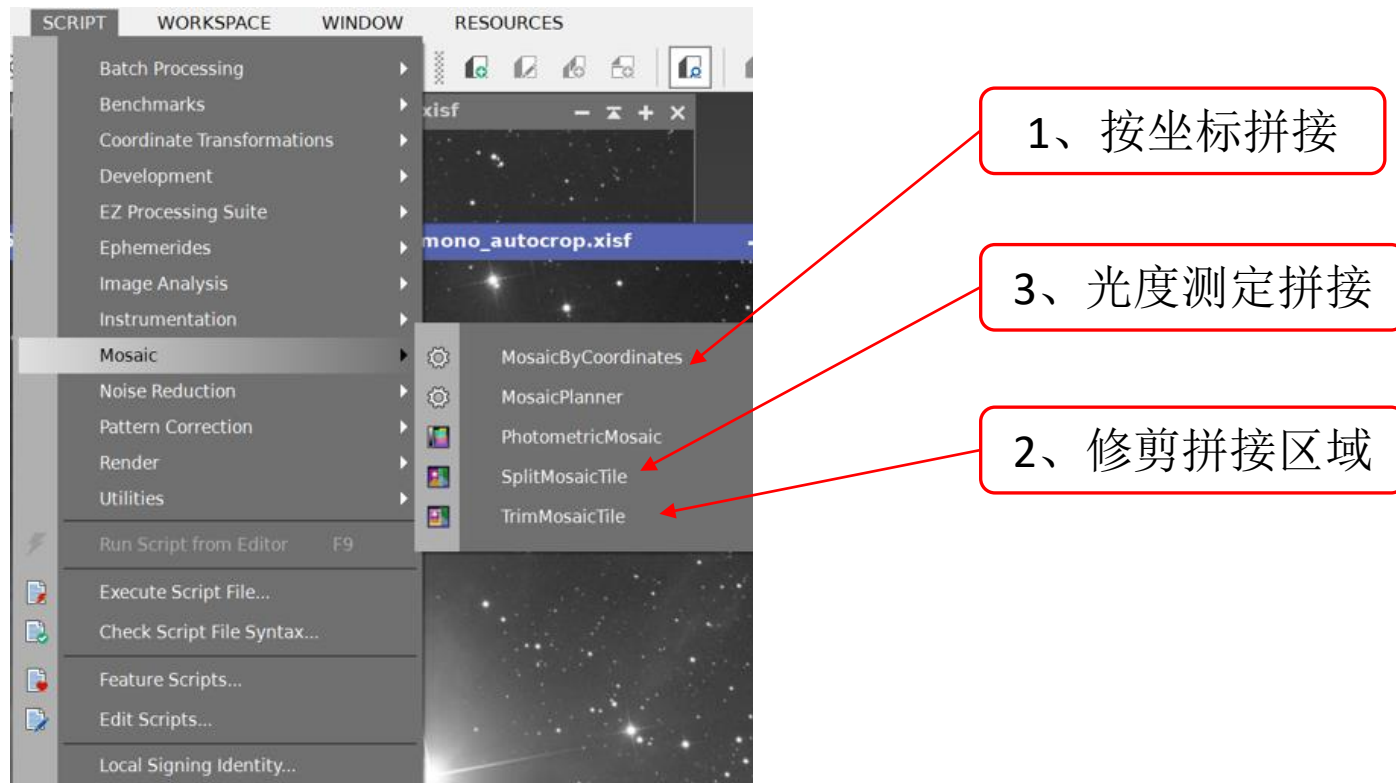 SCRIPT WORKSPACE WINDOW RESOURCES
Batch Processing
Benchmarks
xisf
Coordinate Transformations
Development
EZ Processing Suite
Ephemerides
mono_autocrop.xisf
Image Analysis
Instrumentation
Mosaic
Noise Reduction
Pattern Correction
Render
Utilities
Run Script from Editor F9
Execute Script File...
Check Script File Syntax...
Feature Scripts...
Edit Scripts...
Local Signing Identity...
MosaicByCoordinates
MosaicPlanner
PhotometricMosaic
SplitMosaicTile
TrimMosaicTile
1、按坐标拼接
3、光度测定拼接
2、修剪拼接区域